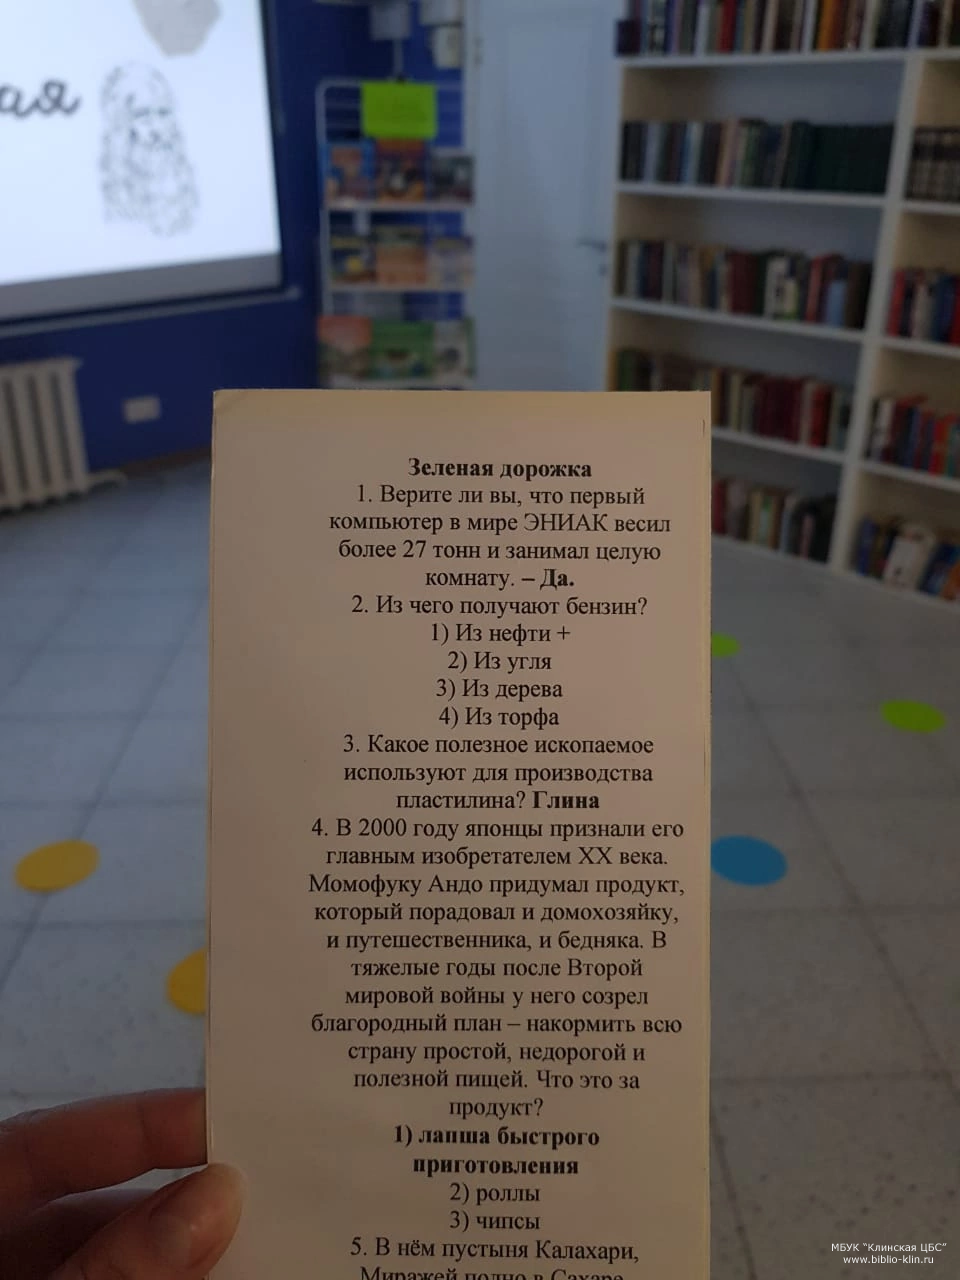 ая
Зеленая дорожка
1. Верите ли вы, что первый
компьютер в мире ЭНИАК весил
более 27 тонн и занимал целую
комнату. – Да.
2. Из чего получают бензин?
1) Из нефти +
2) Из угля
3) Из дерева
4) Из торфа
3. Какое полезное ископаемое
используют для производства
пластилина? Глина
4. В 2000 году японцы признали его
главным изобретателем XX века.
Момофуку Андо придумал продукт,
который порадовал и домохозяйку,
и путешественника, и бедняка. В
тяжелые годы после Второй
мировой войны у него созрел
благородный план – накормить всю
страну простой, недорогой и
полезной пищей. Что это за
продукт?
1) лапша быстрого
приготовления
2) роллы
3) чипсы
5. В нём пустыня Калахари,
Миражей полно в Сахаре
МБУК "Клинская ЦБС"
www.biblio-klin.ru